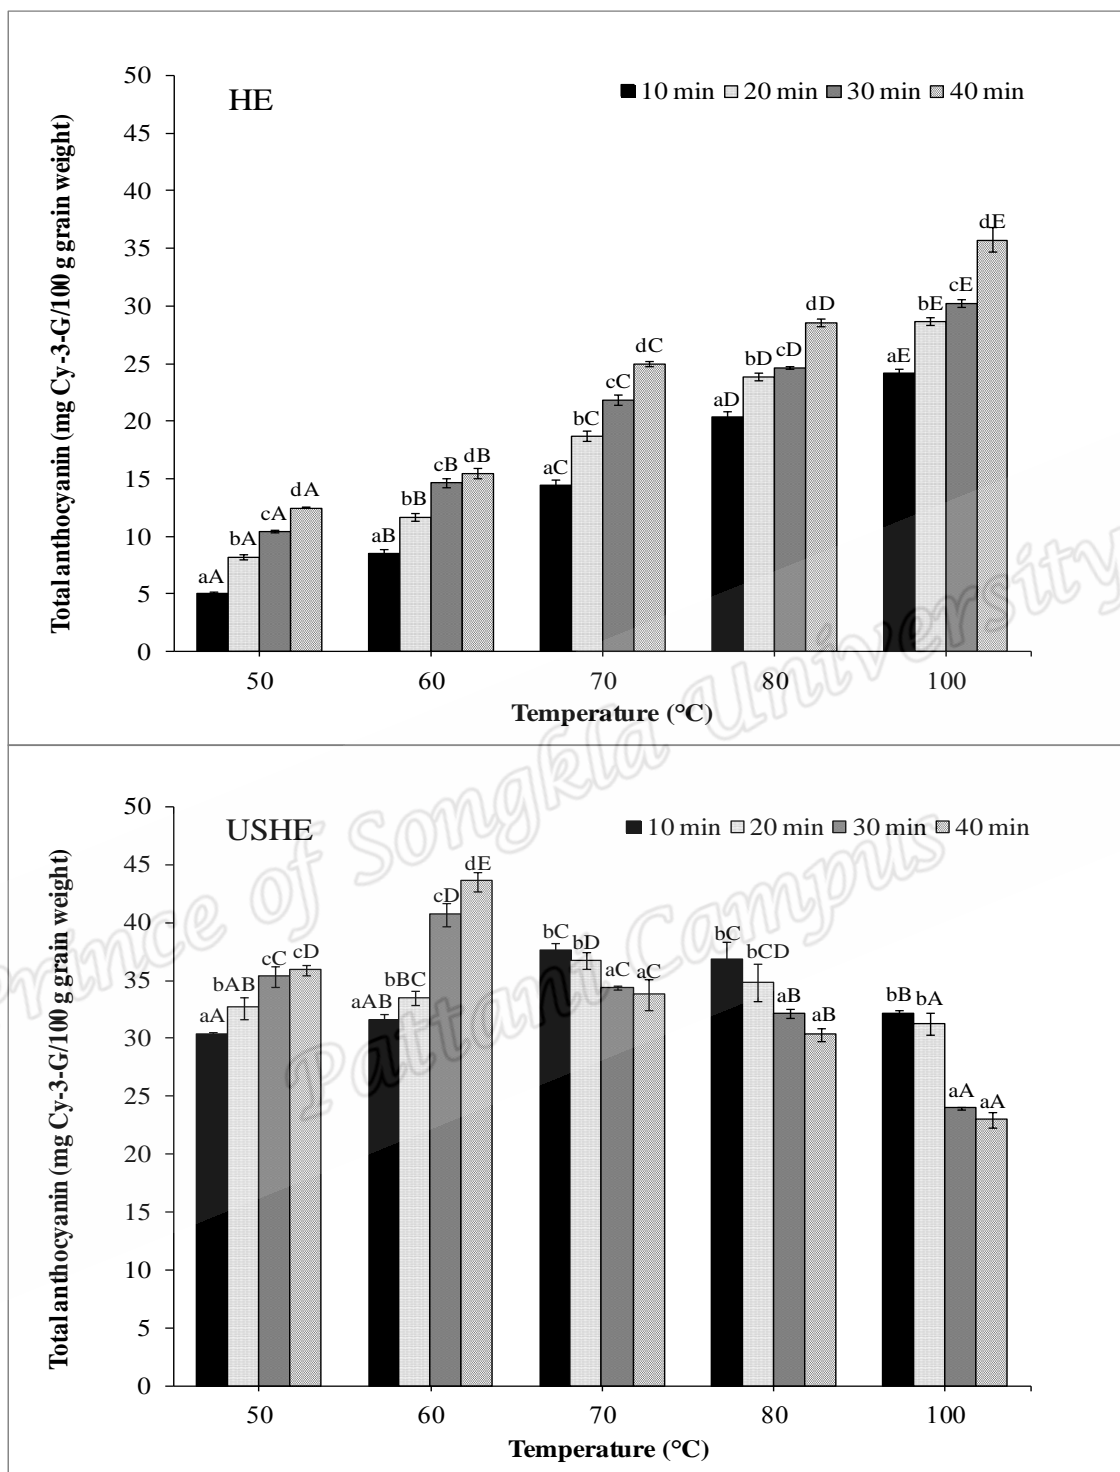 HE
10 min 20 min 30 min 40 min
Total anthocyanin (mg Cy-3-G/100 g grain weight)
50
45
40
35
30
25
20
15
10
5
0
aA bA cA dA
aB bB cB dB
aC bC cC dC
aD bD cD dD
aE bE cE dE
50 60 70 80 100
Temperature (°C)
USHE
10 min 20 min 30 min 40 min
Total anthocyanin (mg Cy-3-G/100 g grain weight)
50
45
40
35
30
25
20
15
10
5
0
aA bAB cC cD
aAB bBC cD dE
bC bD aC aC
bC bCD aB aB
bB bA aA aA
50 60 70 80 100
Temperature (°C)
Prince of Songkla University
Pattani Campus